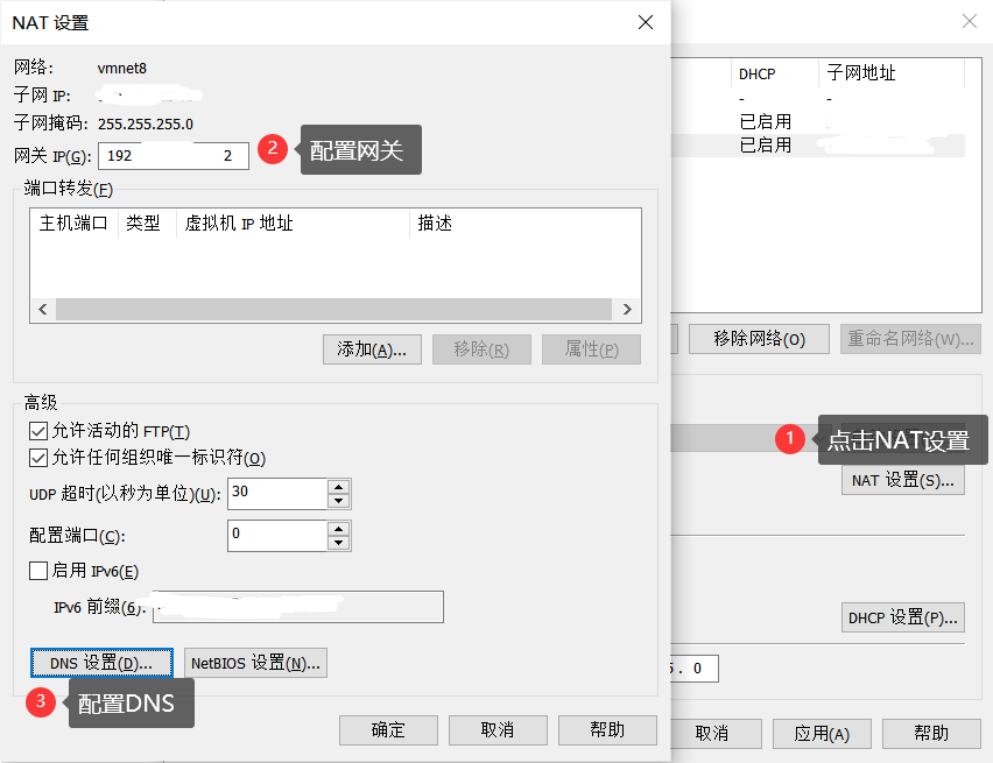 NAT 设置
网络: vmnet8
子网 IP:
子网掩码: 255.255.255.0
网关 IP(G): 192 2
2 配置网关
端口转发(F)
主机端口 类型 虚拟机 IP 地址 描述
添加(A)... 移除(R) 属性(P)
高级
允许活动的 FTP(T)
允许任何组织唯一标识符(O)
UDP 超时(以秒为单位)(U): 30
配置端口(C): 0
启用 IPv6(E)
IPv6 前缀(6):
DNS 设置(D)... NetBIOS 设置(N)...
3 配置DNS
确定 取消 帮助
DHCP 子网地址
- -
已启用
已启用
移除网络(O) 重命名网络(W)...
1 点击NAT设置
NAT 设置(S)...
DHCP 设置(P)...
5 . 0
取消 应用(A) 帮助